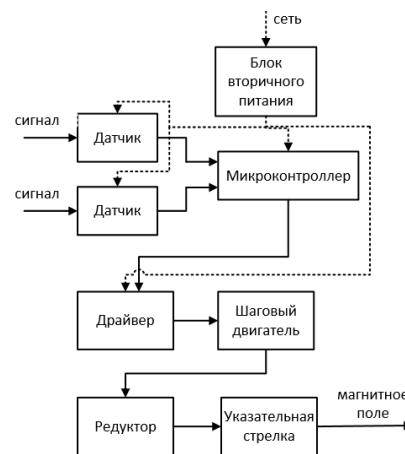 сеть
Блок
вторичного
питания
сигнал
Датчик
Микроконтроллер
сигнал
Датчик
Драйвер
Шаговый
двигатель
Редуктор
Указательная
стрелка
магнитное
поле